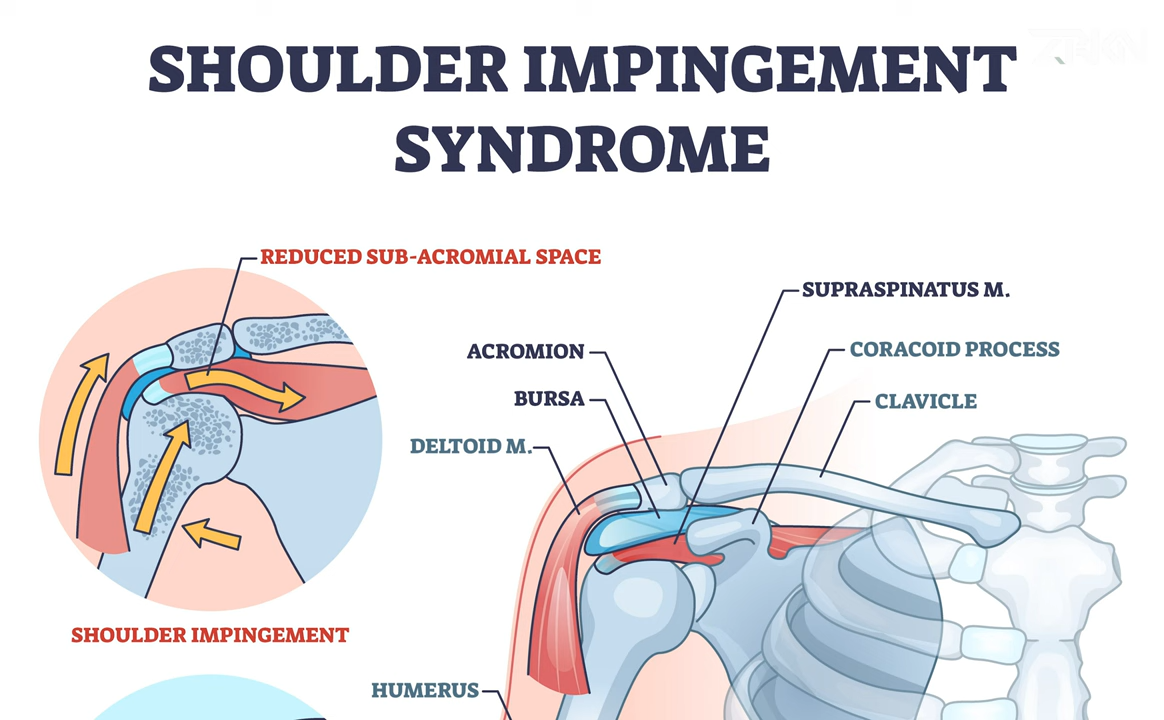 SHOULDER IMPINGEMENT
SYNDROME
REDUCED SUB-ACROMIAL SPACE
SUPRASPINATUS M.
ACROMION
CORACOID PROCESS
BURSA
CLAVICLE
DELTOID M.
SHOULDER IMPINGEMENT
HUMERUS